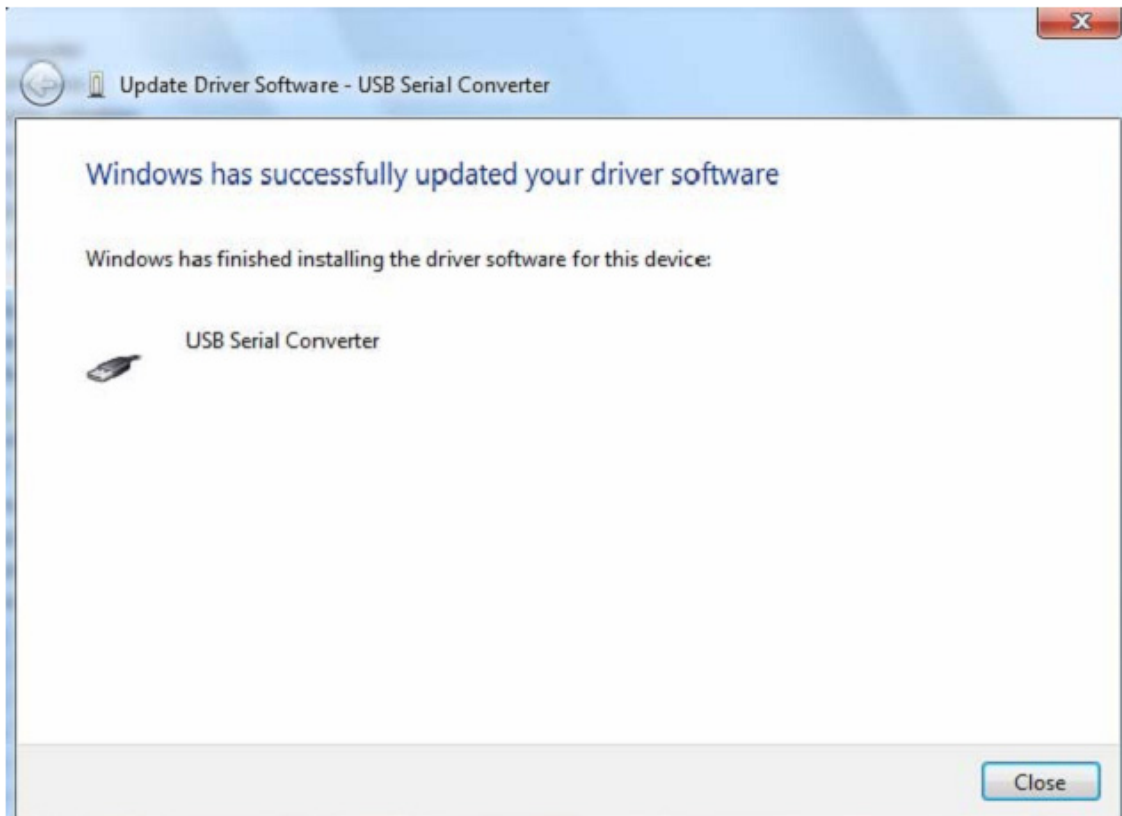 Update Driver Software - USB Serial Converter
Windows has successfully updated your driver software
Windows has finished installing the driver software for this device:
USB Serial Converter
Close